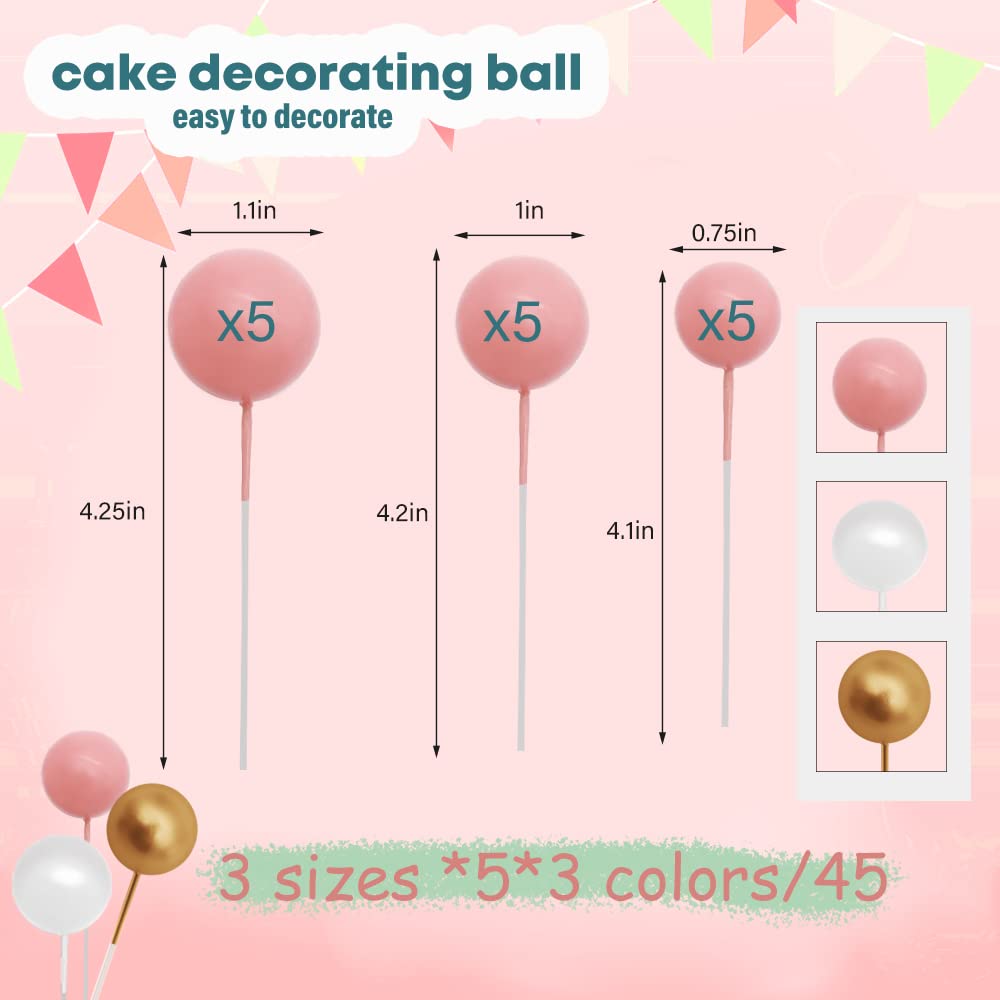 cake decorating ball
easy to decorate
1.1in
1in
0.75in
x5
x5
x5
4.25in
4.2in
4.1in
3 sizes *5*3 colors/45